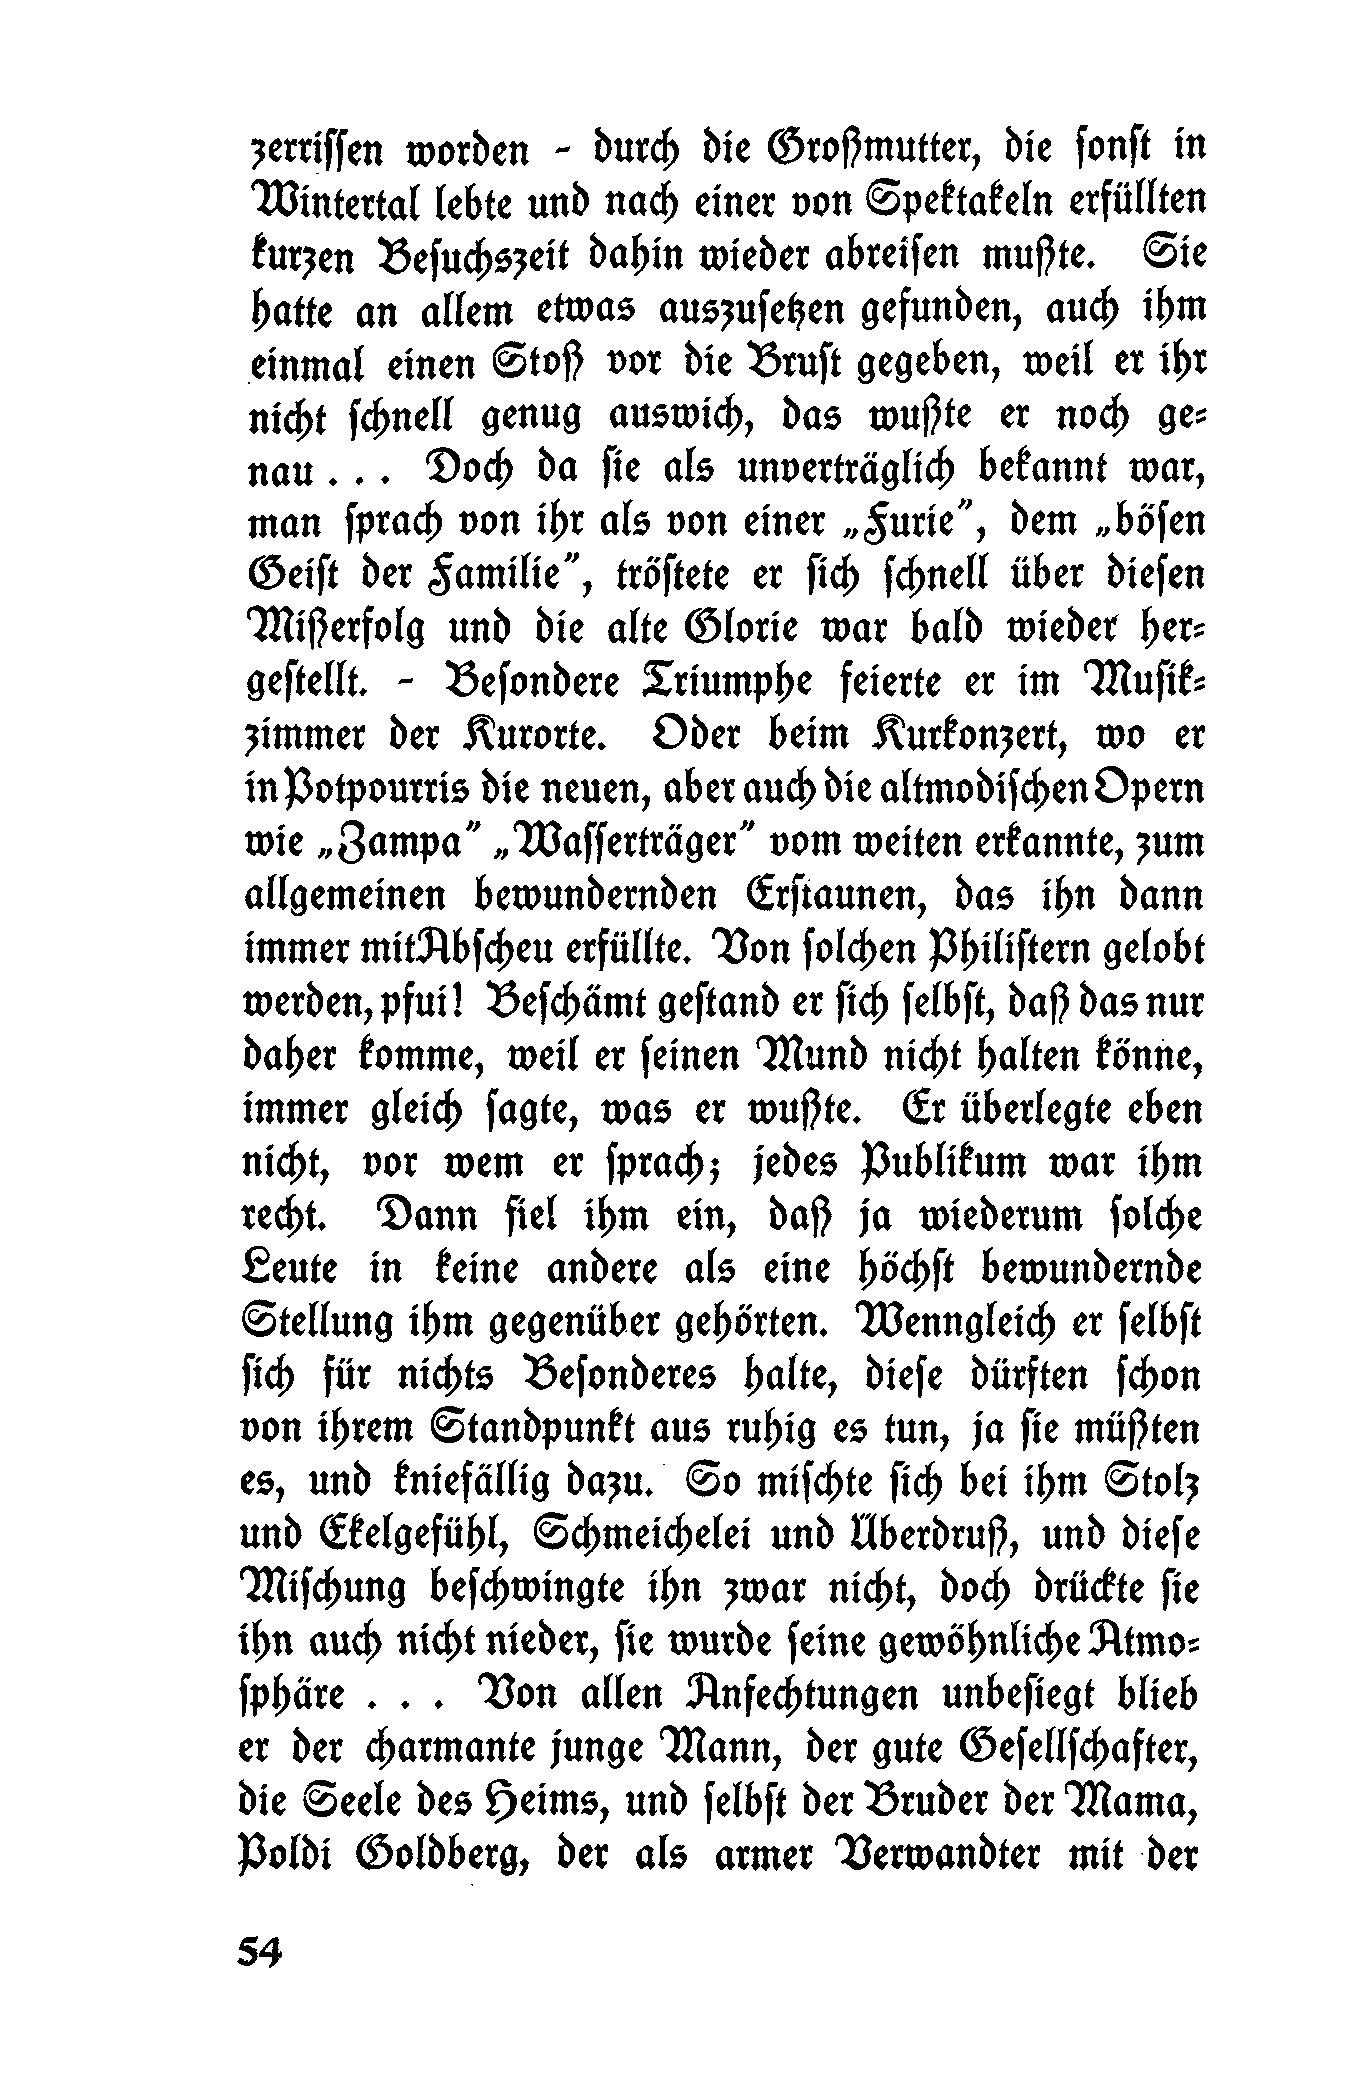 zerrissen worden - durch die Großmutter, die sonst in
Wintertal lebte und nach einer von Spektakeln erfüllten
kurzen Besuchszeit dahin wieder abreisen mußte. Sie
hatte an allem etwas auszusetzen gefunden, auch ihm
einmal einen Stoß vor die Brust gegeben, weil er ihr
nicht schnell genug auswich, das wußte er noch ge-
nau . . . Doch da sie als unverträglich bekannt war,
man sprach von ihr als von einer „Furie”, dem „bösen
Geist der Familie”, tröstete er sich schnell über diesen
Mißerfolg und die alte Glorie war bald wieder her-
gestellt. - Besondere Triumphe feierte er im Musik-
zimmer der Kurorte. Oder beim Kurkonzert, wo er
in Potpourris die neuen, aber auch die altmodischen Opern
wie „Zampa” „Wasserträger” vom weiten erkannte, zum
allgemeinen bewundernden Erstaunen, das ihn dann
immer mit Abscheu erfüllte. Von solchen Philistern gelobt
werden, pfui! Beschämt gestand er sich selbst, daß das nur
daher komme, weil er seinen Mund nicht halten könne,
immer gleich sagte, was er wußte. Er überlegte eben
nicht, vor wem er sprach; jedes Publikum war ihm
recht. Dann fiel ihm ein, daß ja wiederum solche
Leute in keine andere als eine höchst bewundernde
Stellung ihm gegenüber gehörten. Wenngleich er selbst
sich für nichts Besonderes halte, diese dürften schon
von ihrem Standpunkt aus ruhig es tun, ja sie müßten
es, und kniefällig dazu. So mischte sich bei ihm Stolz
und Ekelgefühl, Schmeichelei und Überdruß, und diese
Mischung beschwingte ihn zwar nicht, doch drückte sie
ihn auch nicht nieder, sie wurde seine gewöhnliche Atmo-
sphäre . . . Von allen Anfechtungen unbesiegt blieb
er der charmante junge Mann, der gute Gesellschafter,
die Seele des Heims, und selbst der Bruder der Mama,
Poldi Goldberg, der als armer Verwandter mit der
54